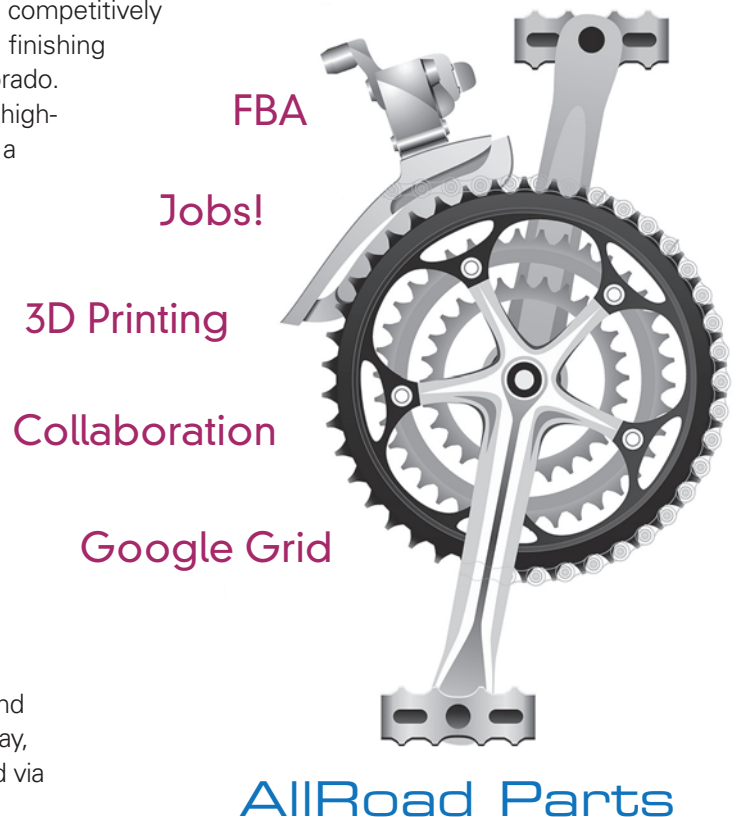 competitively
finishing
rado.
high-
a
FBA
Jobs!
3D Printing
Collaboration
Google Grid
nd
ay,
d via
AllRoad Parts